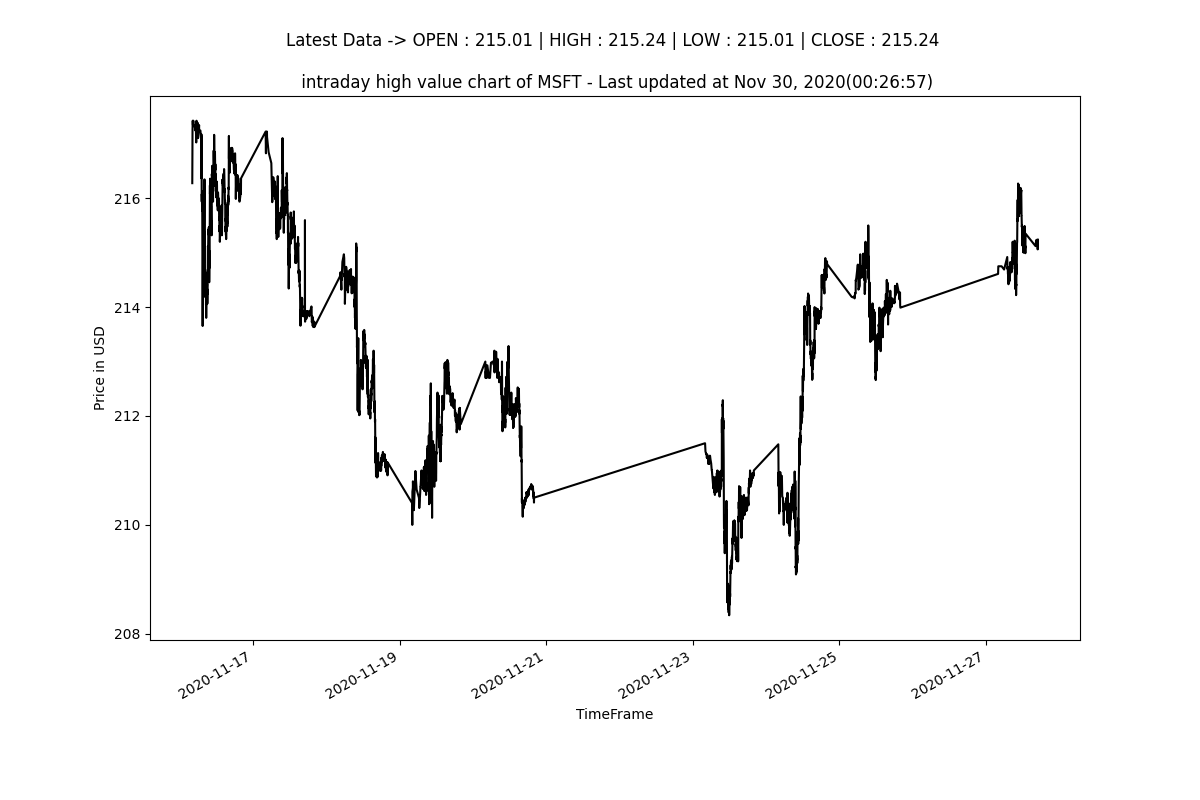 Latest Data -> OPEN : 215.01 | HIGH : 215.24 | LOW : 215.01 | CLOSE : 215.24
intraday high value chart of MSFT - Last updated at Nov 30, 2020(00:26:57)
216
214
212
210
208
Price in USD
2020-11-17
2020-11-19
2020-11-21
2020-11-23
2020-11-25
2020-11-27
TimeFrame